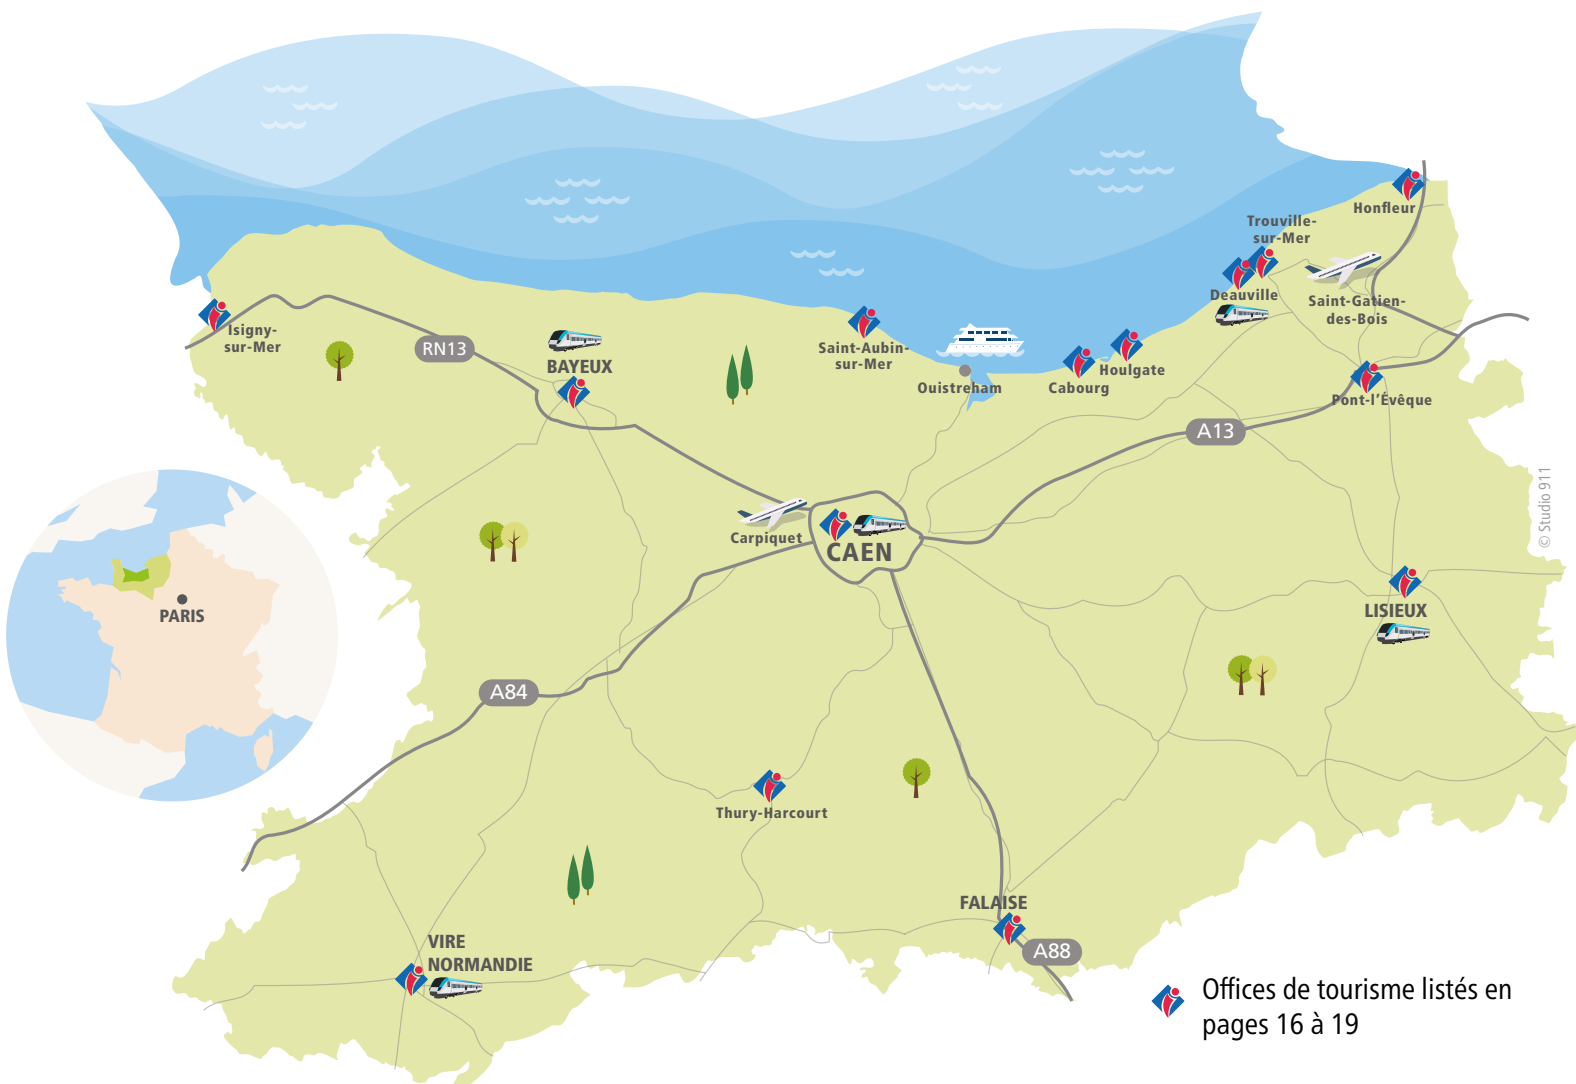 Honfleur
Trouville-
sur-Mer
Deauville
Saint-Gatien-
des-Bois
Isigny-
sur-Mer
RN13
BAYEUX
Saint-Aubin-
sur-Mer
Ouistreham
Cabourg
Houlgate
Pont-l'Évêque
A13
© Studio 911
Carpiquet
CAEN
PARIS
LISIEUX
A84
Thury-Harcourt
FALAISE
A88
VIRE
NORMANDIE
Offices de tourisme listés en
pages 16 à 19